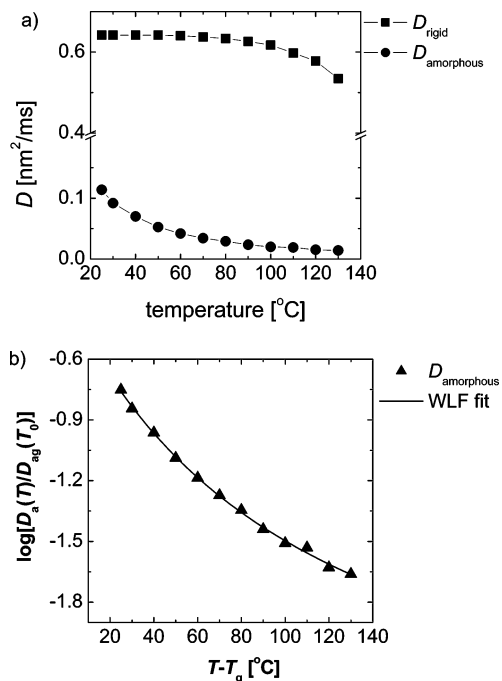 a)
D_rigid
D_amorphous
0.6
0.4
0.1
0.0
D [nm²/ms]
20 40 60 80 100 120 140
temperature [°C]
b)
D_amorphous
WLF fit
-0.6
-0.9
-1.2
-1.5
-1.8
log[D_a(T)/D_ag(T_0)]
0 20 40 60 80 100 120 140
T-T_g [°C]